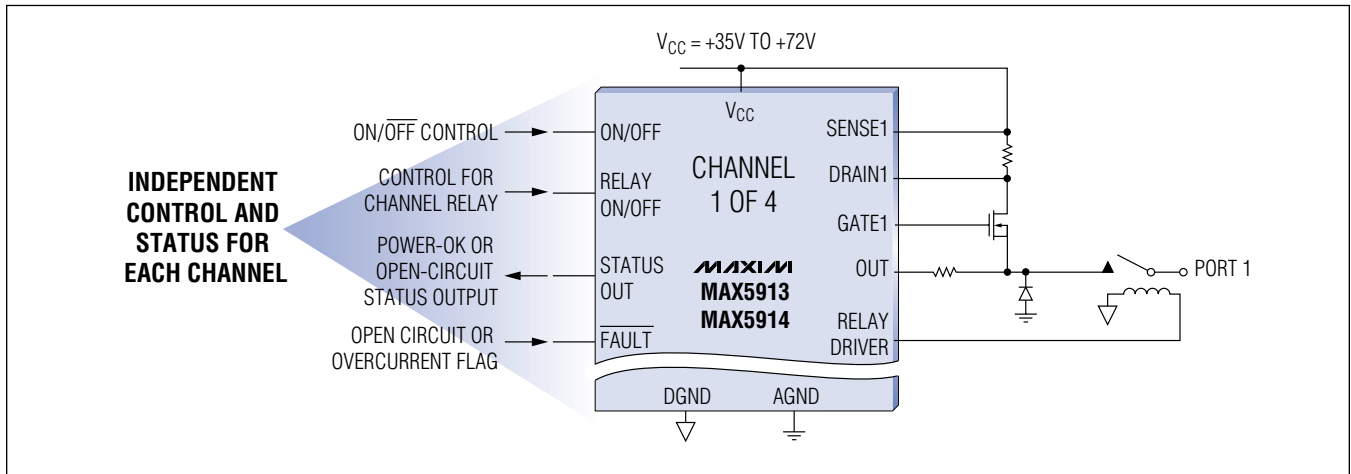 V_CC = +35V TO +72V
V_CC
ON/O̅F̅F̅ CONTROL
ON/OFF
SENSE1
CONTROL FOR
CHANNEL RELAY
RELAY
ON/OFF
CHANNEL
1 OF 4
DRAIN1
GATE1
INDEPENDENT
CONTROL AND
STATUS FOR
EACH CHANNEL
POWER-OK OR
OPEN-CIRCUIT
STATUS OUTPUT
STATUS
OUT
MAXIM
MAX5913
MAX5914
OUT
PORT 1
OPEN CIRCUIT OR
OVERCURRENT FLAG
F̅A̅U̅L̅T̅
RELAY
DRIVER
DGND
AGND